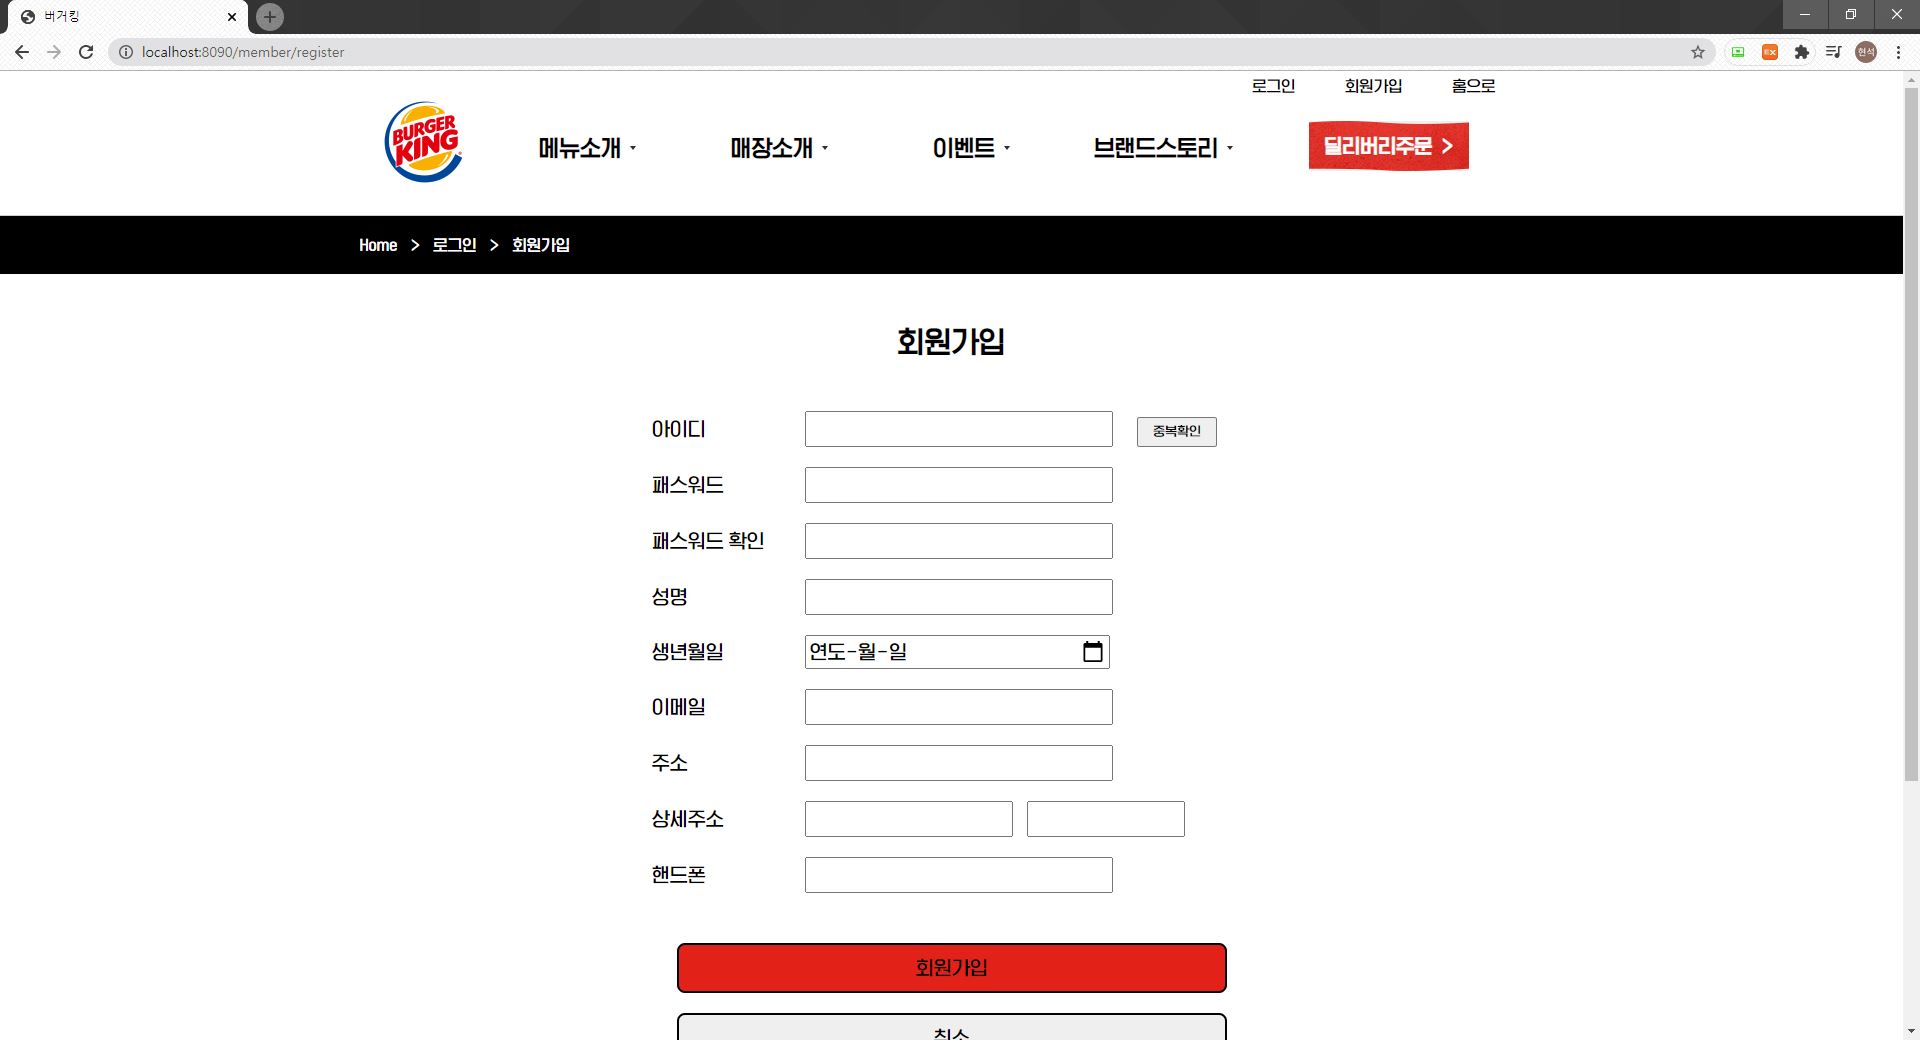 버거킹
localhost:8090/member/register
EX
현석
로그인 회원가입 홈으로
BURGER
KING
메뉴소개 매장소개 이벤트 브랜드스토리 딜리버리주문 >
Home > 로그인 > 회원가입
회원가입
아이디 중복확인
패스워드
패스워드 확인
성명
생년월일 연도-월-일
이메일
주소
상세주소
핸드폰
회원가입
취소